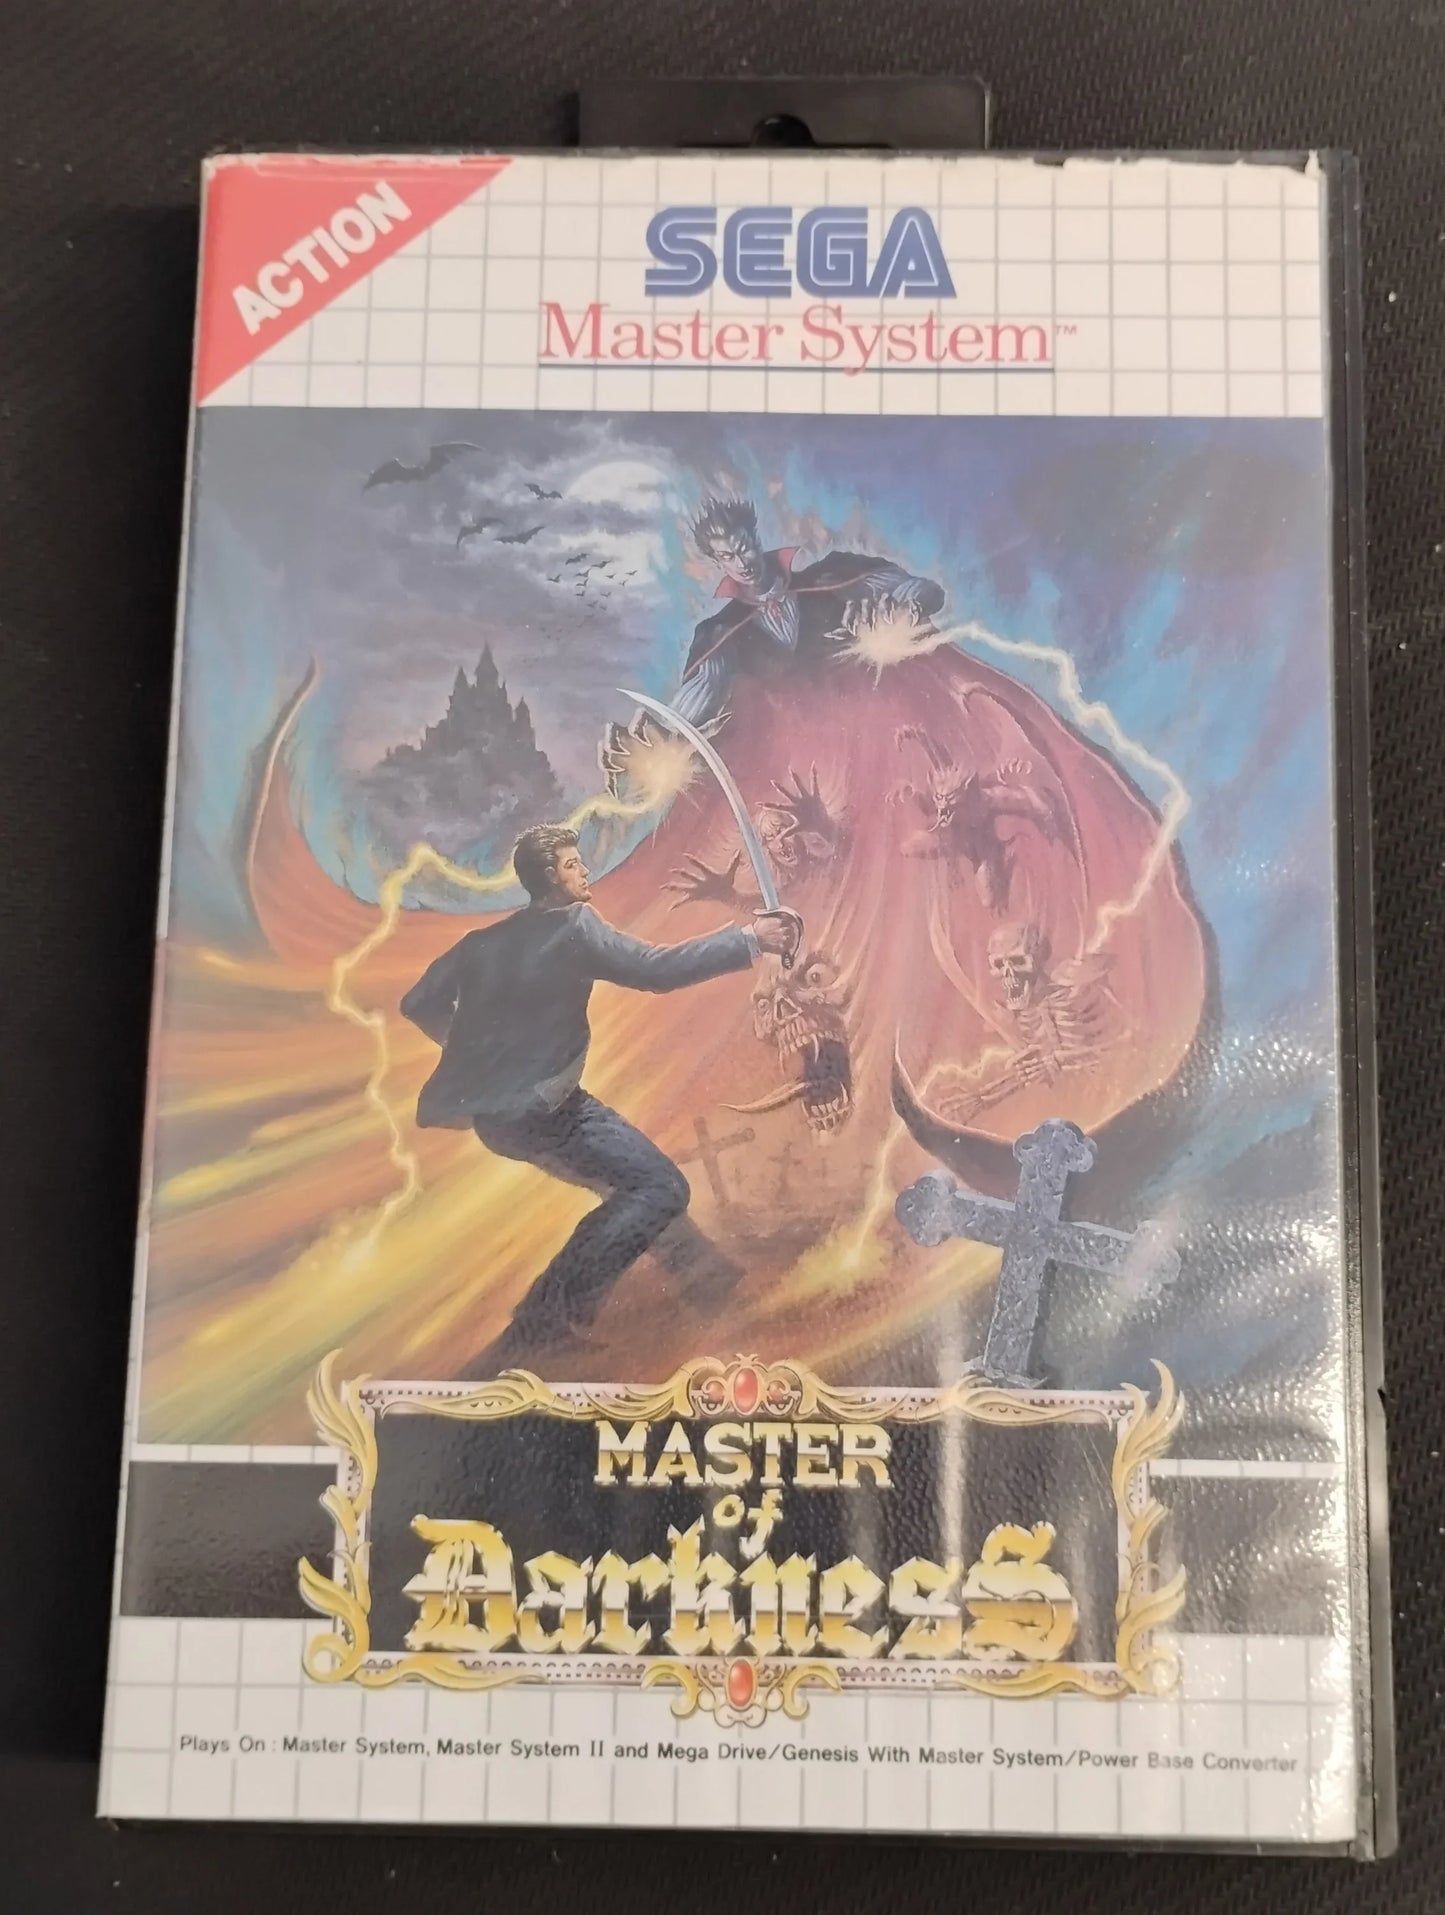 ACTION
SEGA
Master System™
MASTER
of
Darkness
Plays On : Master System, Master System II and Mega Drive/Genesis With Master System/Power Base Converter